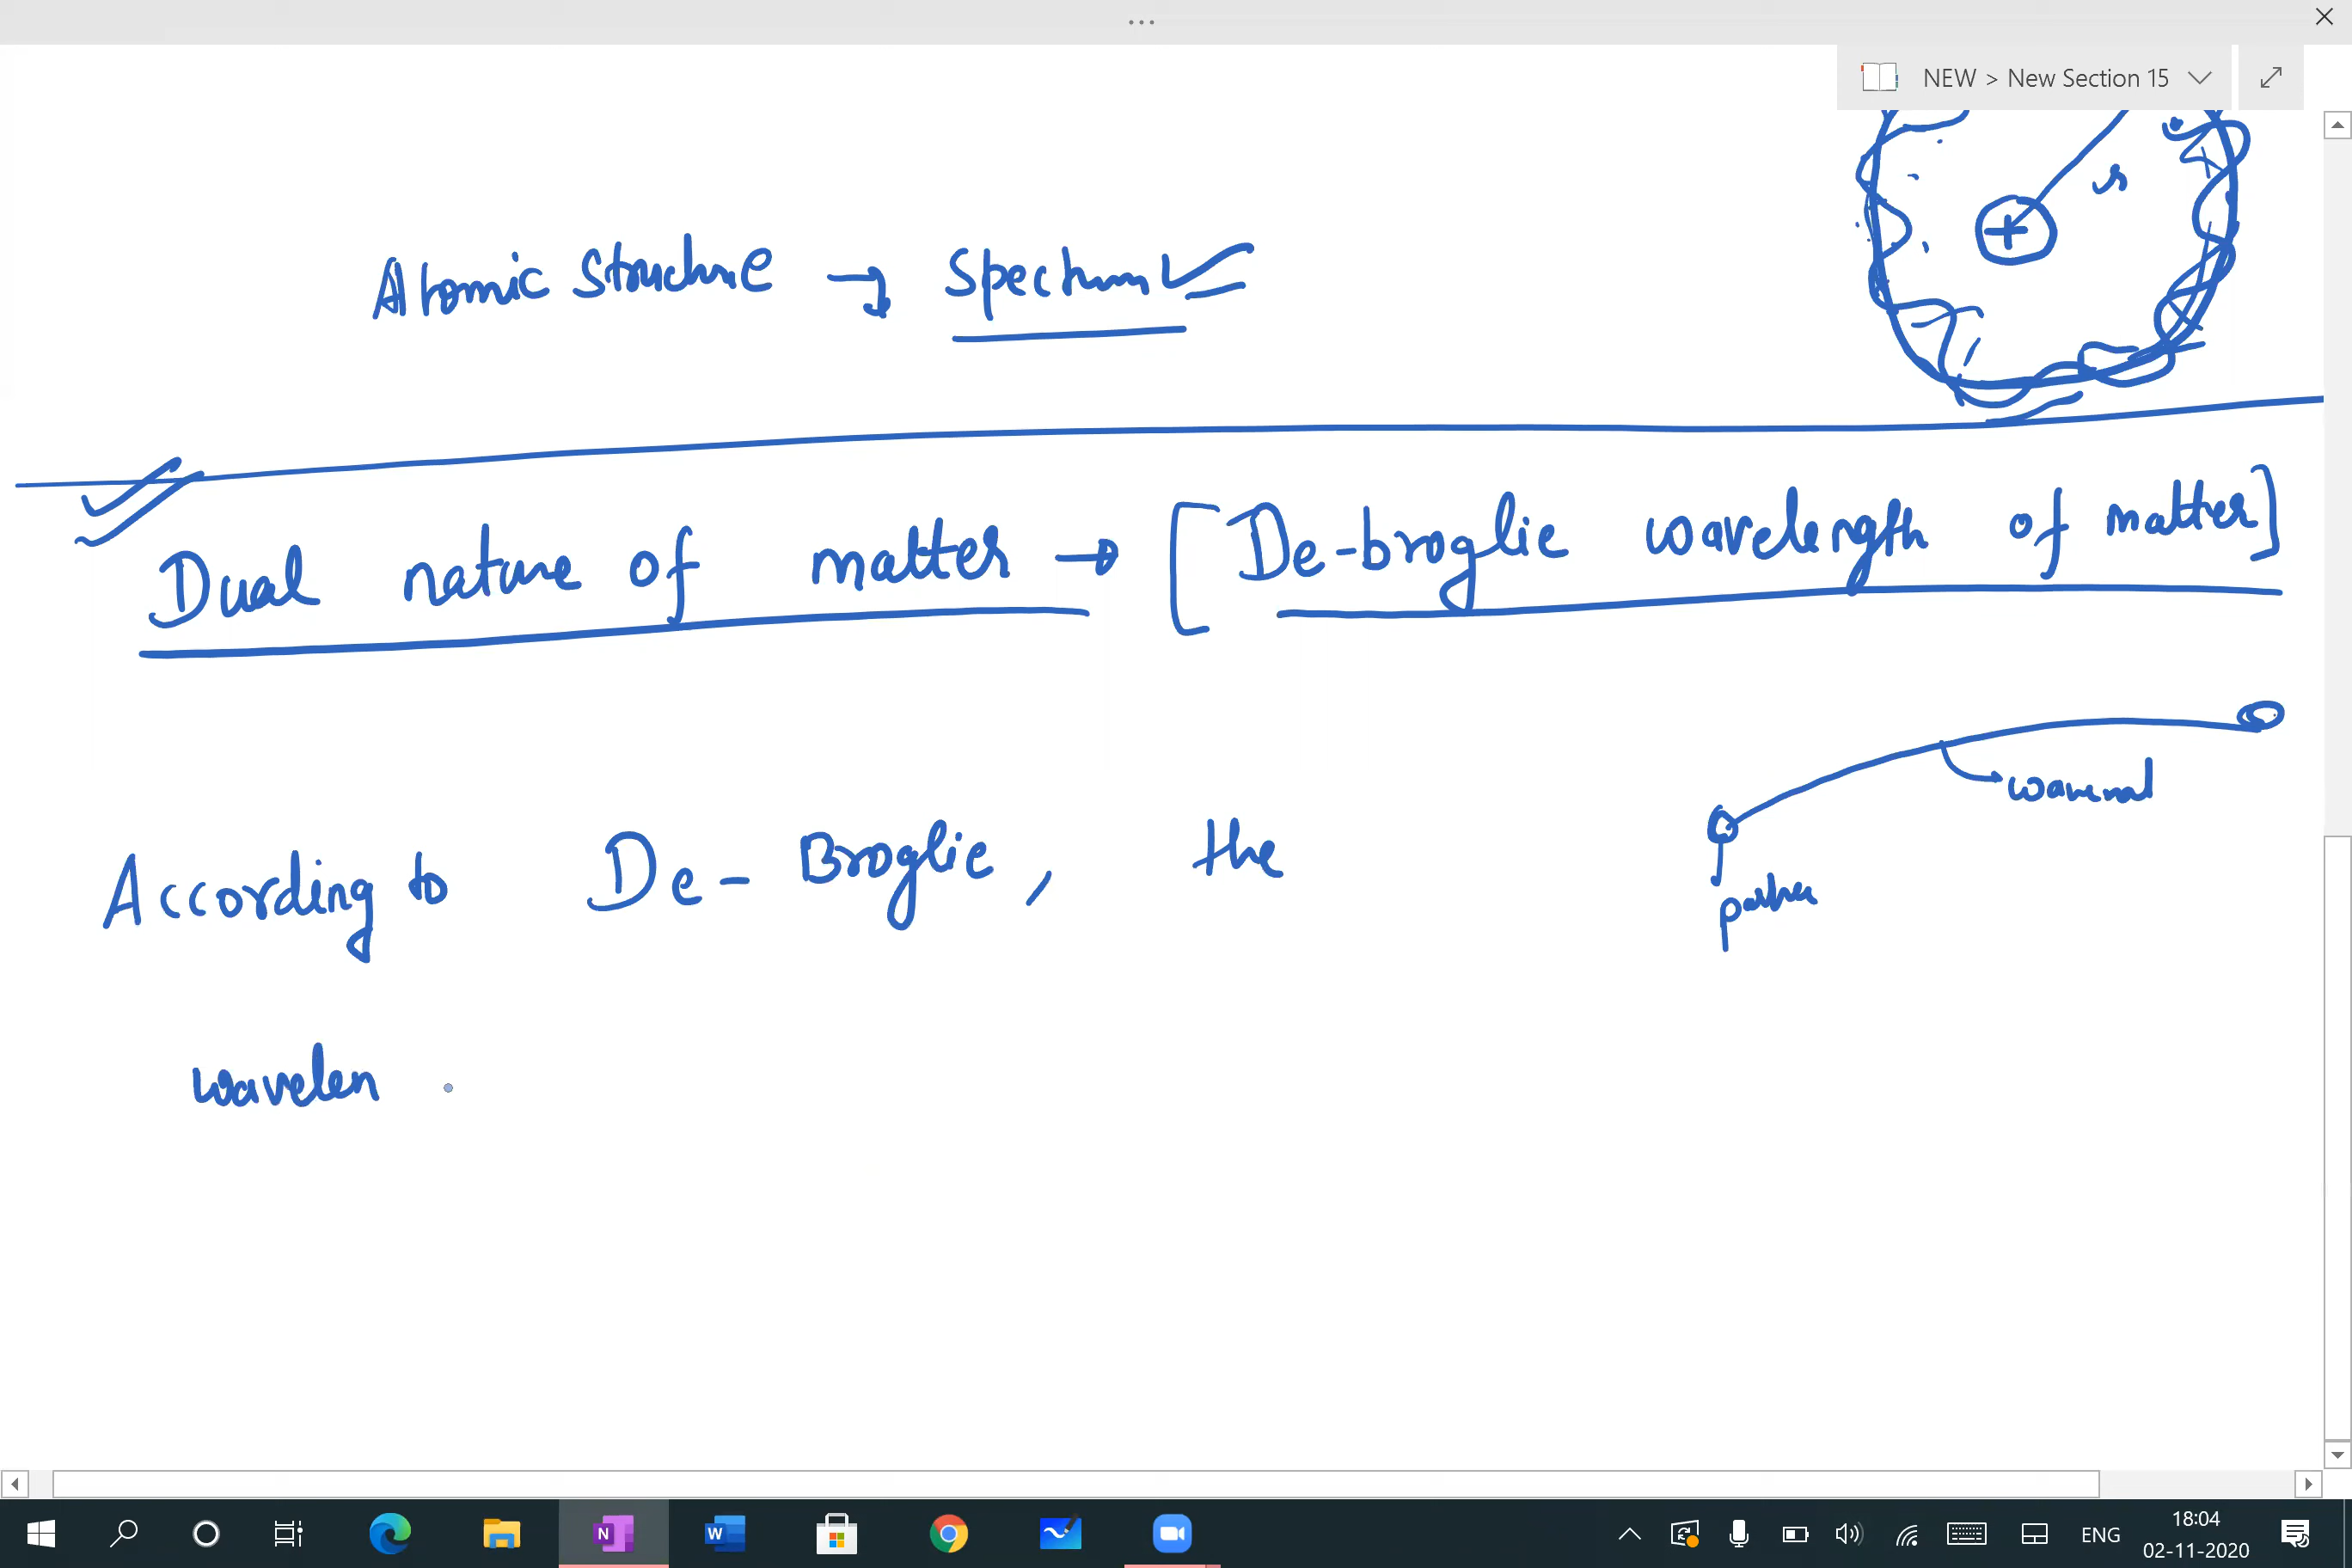 NEW > New Section 15
r
Atomic Structure → Spectrum
Dual nature of matter → [De-broglie wavelength of matter]
According to De-Broglie, the
wavelen
ENG
18:04
02-11-2020